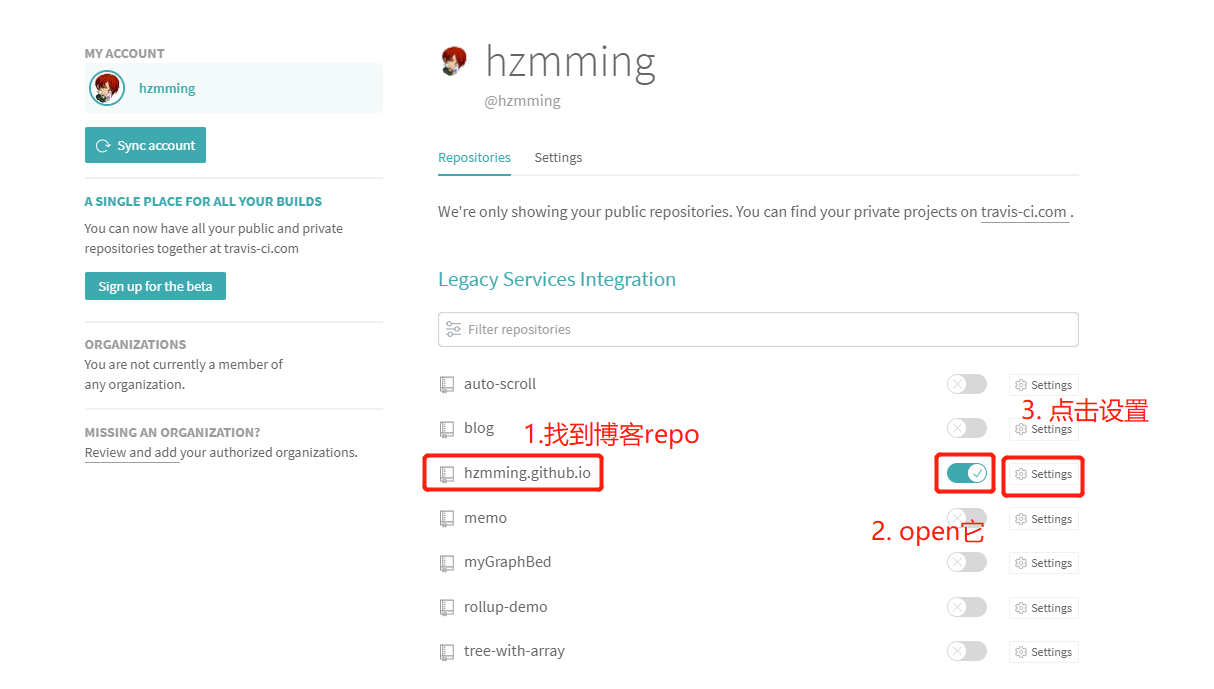 MY ACCOUNT
hzmming
Sync account
A SINGLE PLACE FOR ALL YOUR BUILDS
You can now have all your public and private
repositories together at travis-ci.com
Sign up for the beta
ORGANIZATIONS
You are not currently a member of
any organization.
MISSING AN ORGANIZATION?
Review and add your authorized organizations.
hzmming
@hzmming
Repositories Settings
We're only showing your public repositories. You can find your private projects on travis-ci.com .
Legacy Services Integration
Filter repositories
auto-scroll Settings
3. 点击设置
blog Settings
1.找到博客repo
hzmming.github.io Settings
memo Settings
2. open它
myGraphBed Settings
rollup-demo Settings
tree-with-array Settings